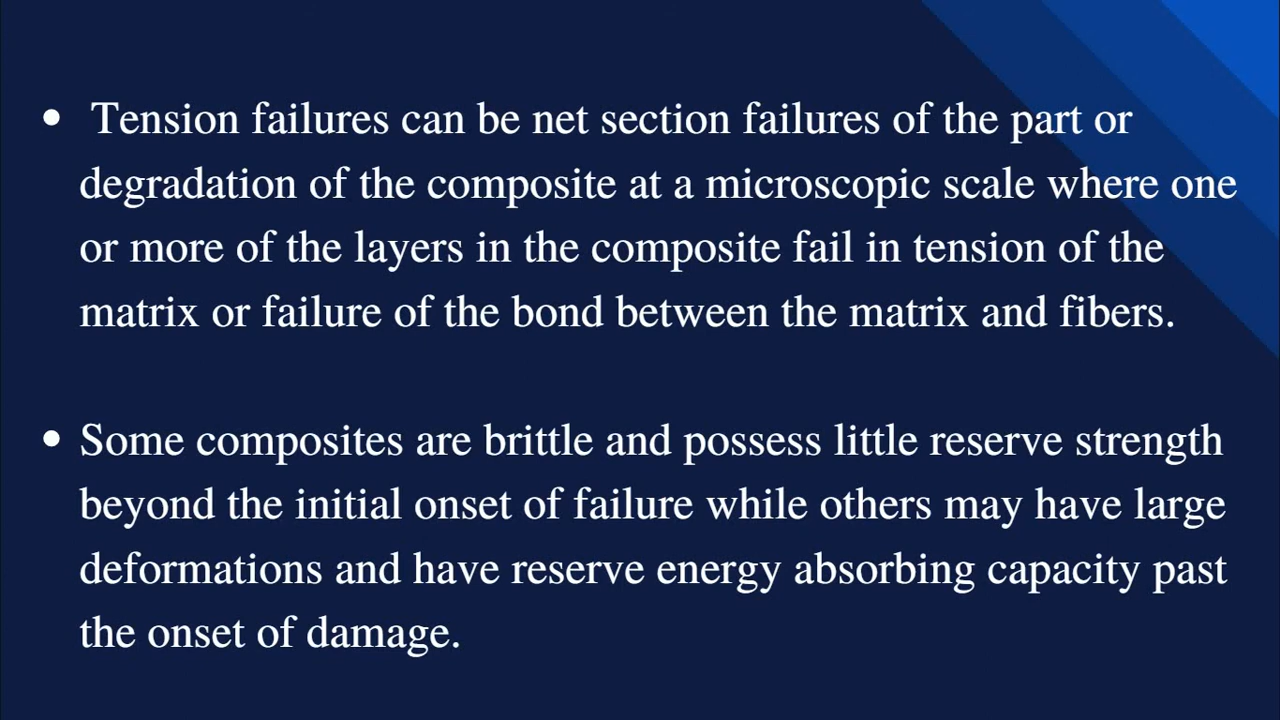 • Tension failures can be net section failures of the part or
degradation of the composite at a microscopic scale where one
or more of the layers in the composite fail in tension of the
matrix or failure of the bond between the matrix and fibers.
• Some composites are brittle and possess little reserve strength
beyond the initial onset of failure while others may have large
deformations and have reserve energy absorbing capacity past
the onset of damage.